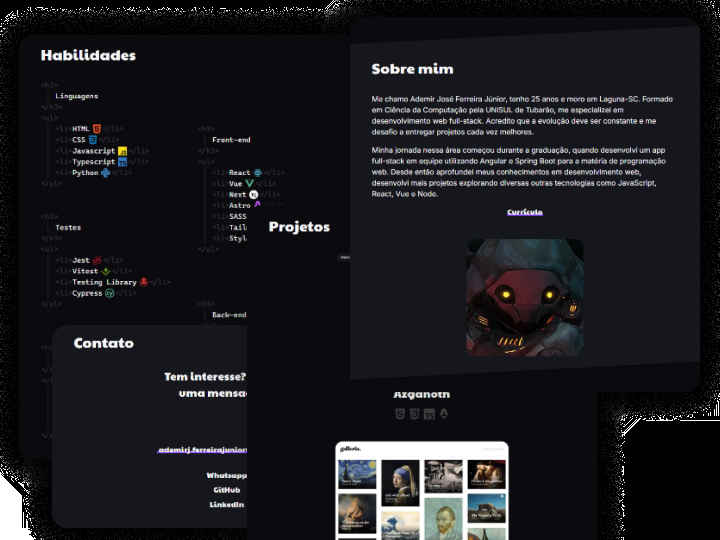 Habilidades
<h3>
Linguagens
</h3>
<ul>
<li>HTML </li>
<li>CSS </li>
<li>Javascript </li>
<li>Typescript </li>
<li>Python </li>
</ul>
<h3>
Front-end
</h3>
<ul>
<li>React </li>
<li>Vue </li>
<li>Next </li>
<li>Astro
<li>SASS
<li>Tail
<li>Styl
</ul>
<h3>
Testes
</h3>
<ul>
<li>Jest </li>
<li>Vitest </li>
<li>Testing Library </li>
<li>Cypress </li>
</ul>
<h3>
Back-end
Sobre mim
Me chamo Ademir José Ferreira Júnior, tenho 25 anos e moro em Laguna-SC. Formado
em Ciência da Computação pela UNISUL de Tubarão, me especializei em
desenvolvimento web full-stack. Acredito que a evolução deve ser constante e me
desafio a entregar projetos cada vez melhores.
Minha jornada nessa área começou durante a graduação, quando desenvolvi um app
full-stack em equipe utilizando Angular e Spring Boot para a matéria de programação
web. Desde então aprofundei meus conhecimentos em desenvolvimento web,
desenvolvi mais projetos explorando diversas outras tecnologias como JavaScript,
React, Vue e Node.
Currículo
Projetos
Azganoth
galleria.
Contato
Tem interesse?
uma mensa
ademirj.ferreirajunior
Whatsapp
GitHub
LinkedIn